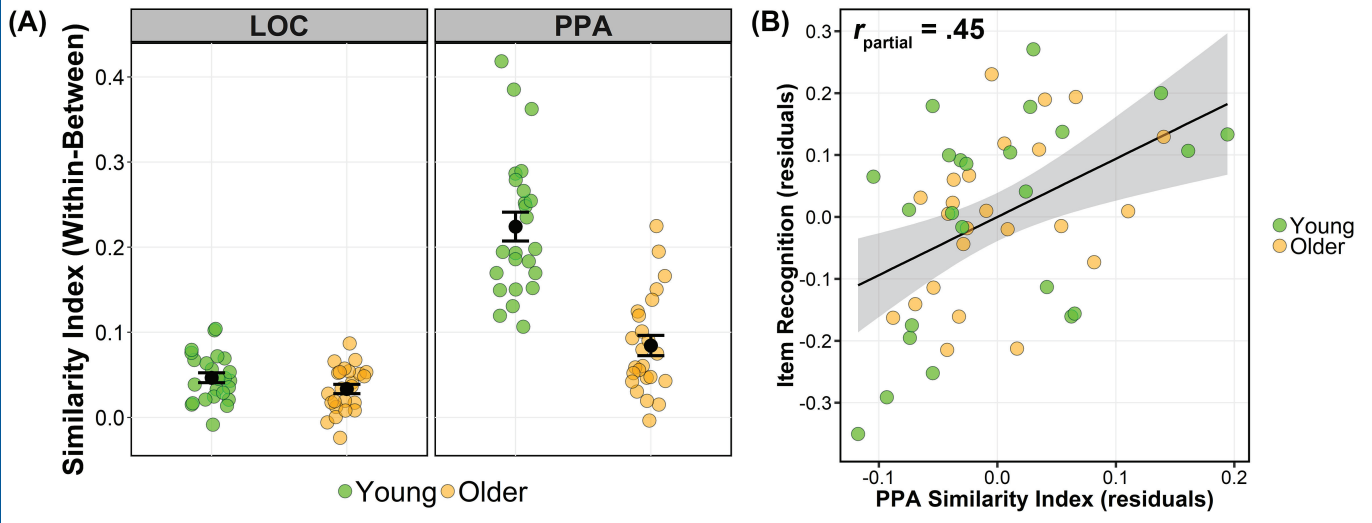 (A)
LOC
PPA
Similarity Index (Within-Between)
0.4
0.3
0.2
0.1
0.0
Young
Older
(B)
rpartial = .45
Item Recognition (residuals)
0.3
0.2
0.1
0.0
-0.1
-0.2
-0.3
-0.1
0.0
0.1
0.2
PPA Similarity Index (residuals)
Young
Older